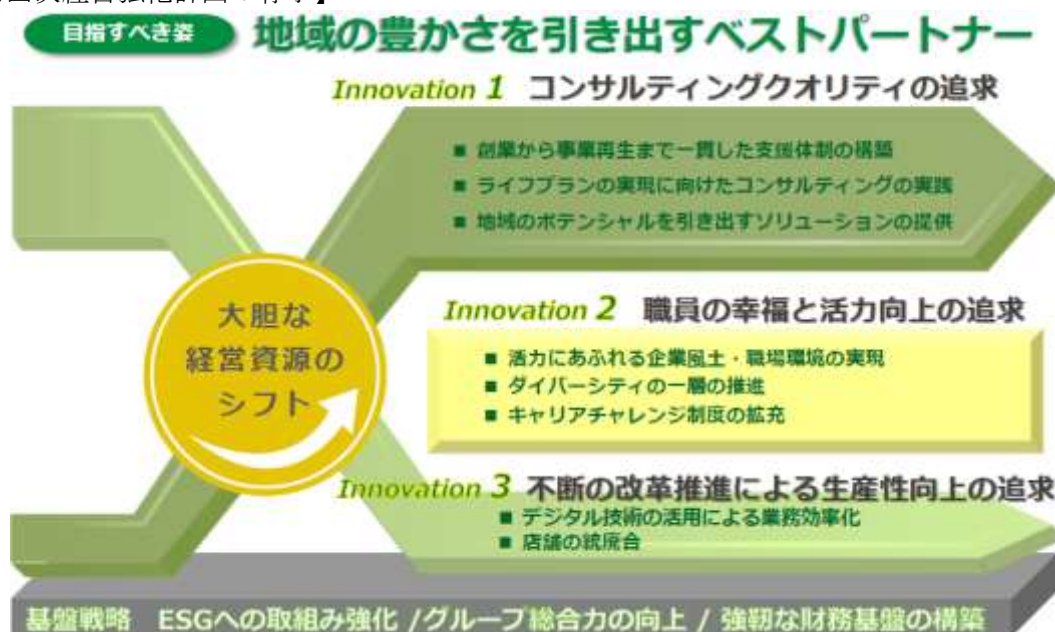 目指すべき姿 地域の豊かさを引き出すベストパートナー
Innovation 1 コンサルティングクオリティの追求
■ 創業から事業再生まで一貫した支援体制の構築
■ ライフプランの実現に向けたコンサルティングの実践
■ 地域のポテンシャルを引き出すソリューションの提供
大胆な
経営資源の
シフト
Innovation 2 職員の幸福と活力向上の追求
■ 活力にあふれる企業風土・職場環境の実現
■ ダイバーシティの一層の推進
■ キャリアチャレンジ制度の拡充
Innovation 3 不断の改革推進による生産性向上の追求
■ デジタル技術の活用による業務効率化
■ 店舗の統廃合
基盤戦略 ESGへの取組み強化 /グループ総合力の向上 / 強靭な財務基盤の構築